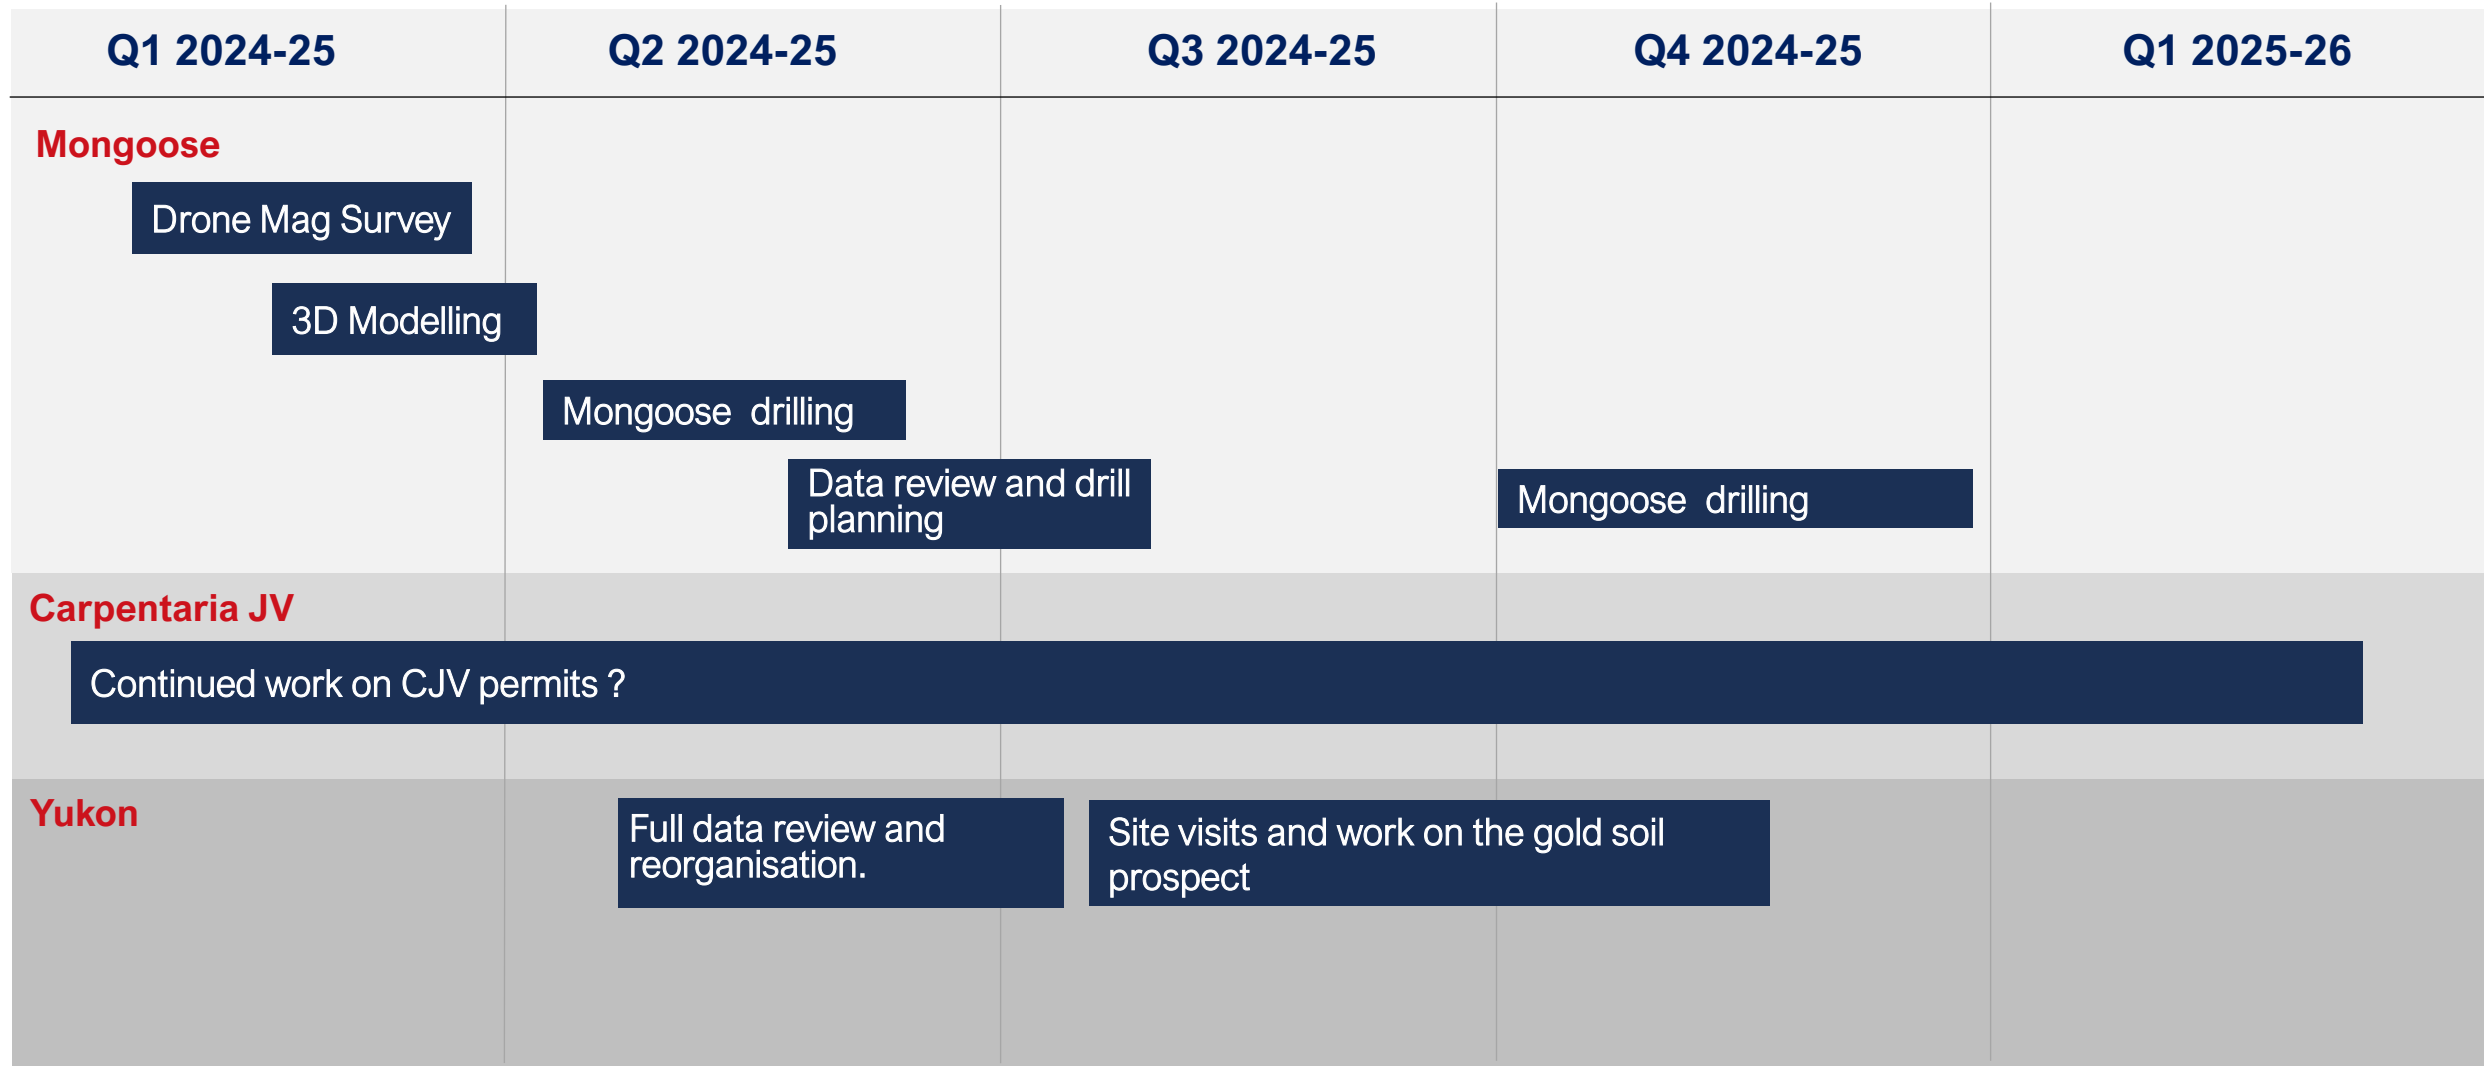 Q1 2024-25
Q2 2024-25
Q3 2024-25
Q4 2024-25
Q1 2025-26
Mongoose
Drone Mag Survey
3D Modelling
Mongoose  drilling
Data review and drill
planning
Mongoose  drilling
Carpentaria JV
Continued work on CJV permits ?
Yukon
Full data review and
reorganisation.
Site visits and work on the gold soil
prospect